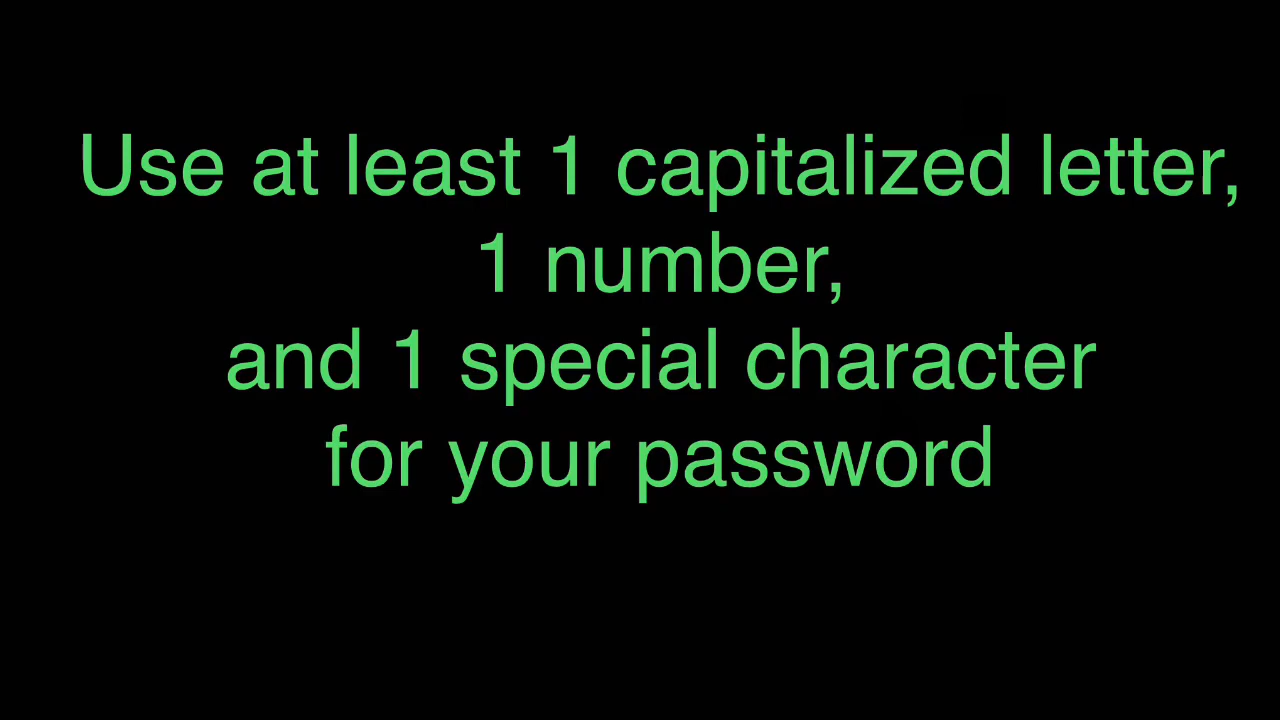 Use at least 1 capitalized letter,
1 number,
and 1 special character
for your password